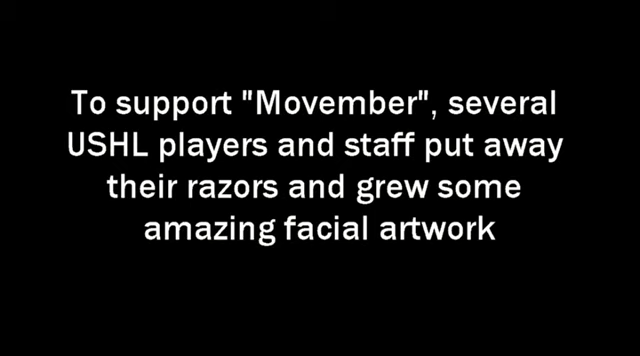 To support "Movember", several
USHL players and staff put away
their razors and grew some
amazing facial artwork